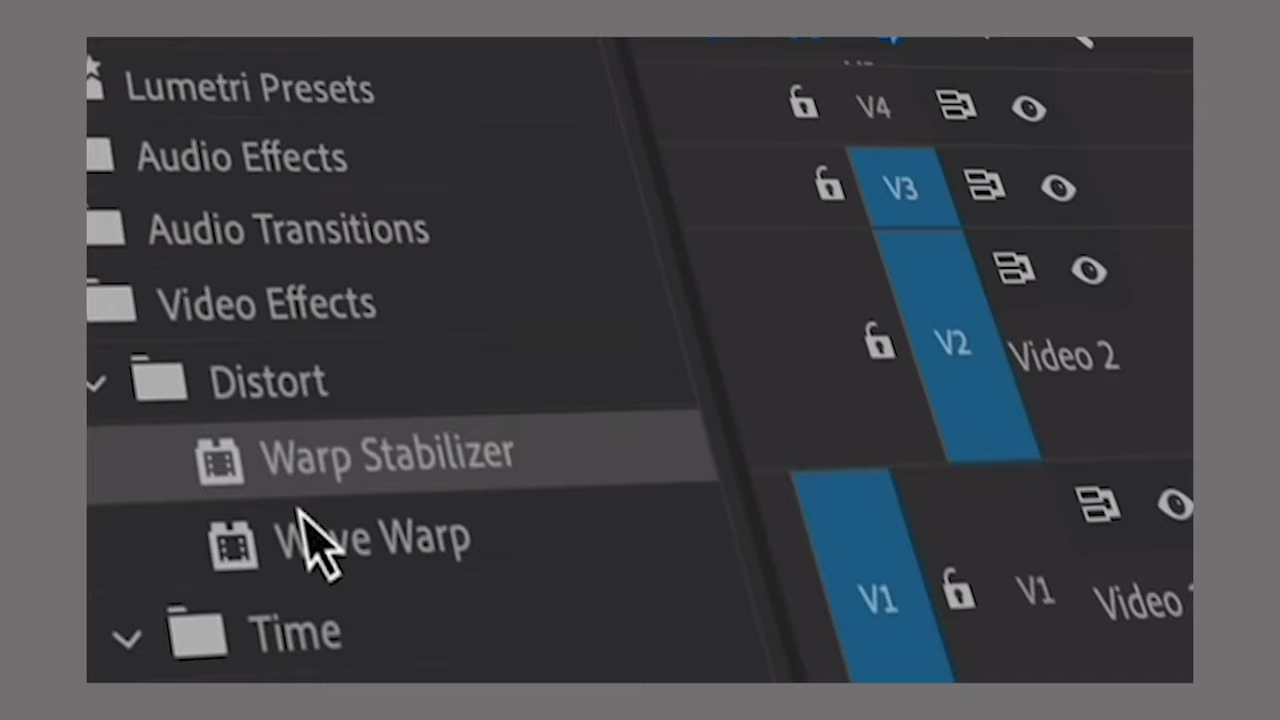 Lumetri Presets
Audio Effects
Audio Transitions
Video Effects
Distort
Warp Stabilizer
Wave Warp
Time
V4
V3
V2
Video 2
V1
V1
Video